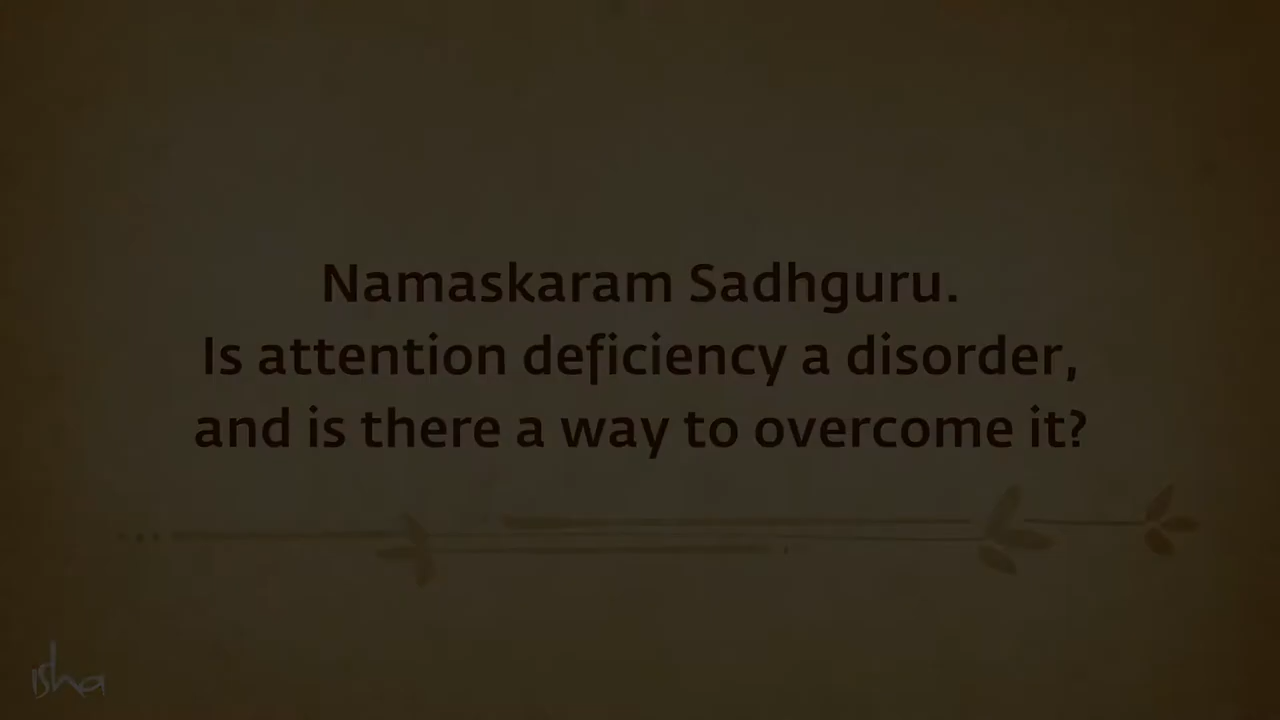 Namaskaram Sadhguru.
Is attention deficiency a disorder,
and is there a way to overcome it?
isha